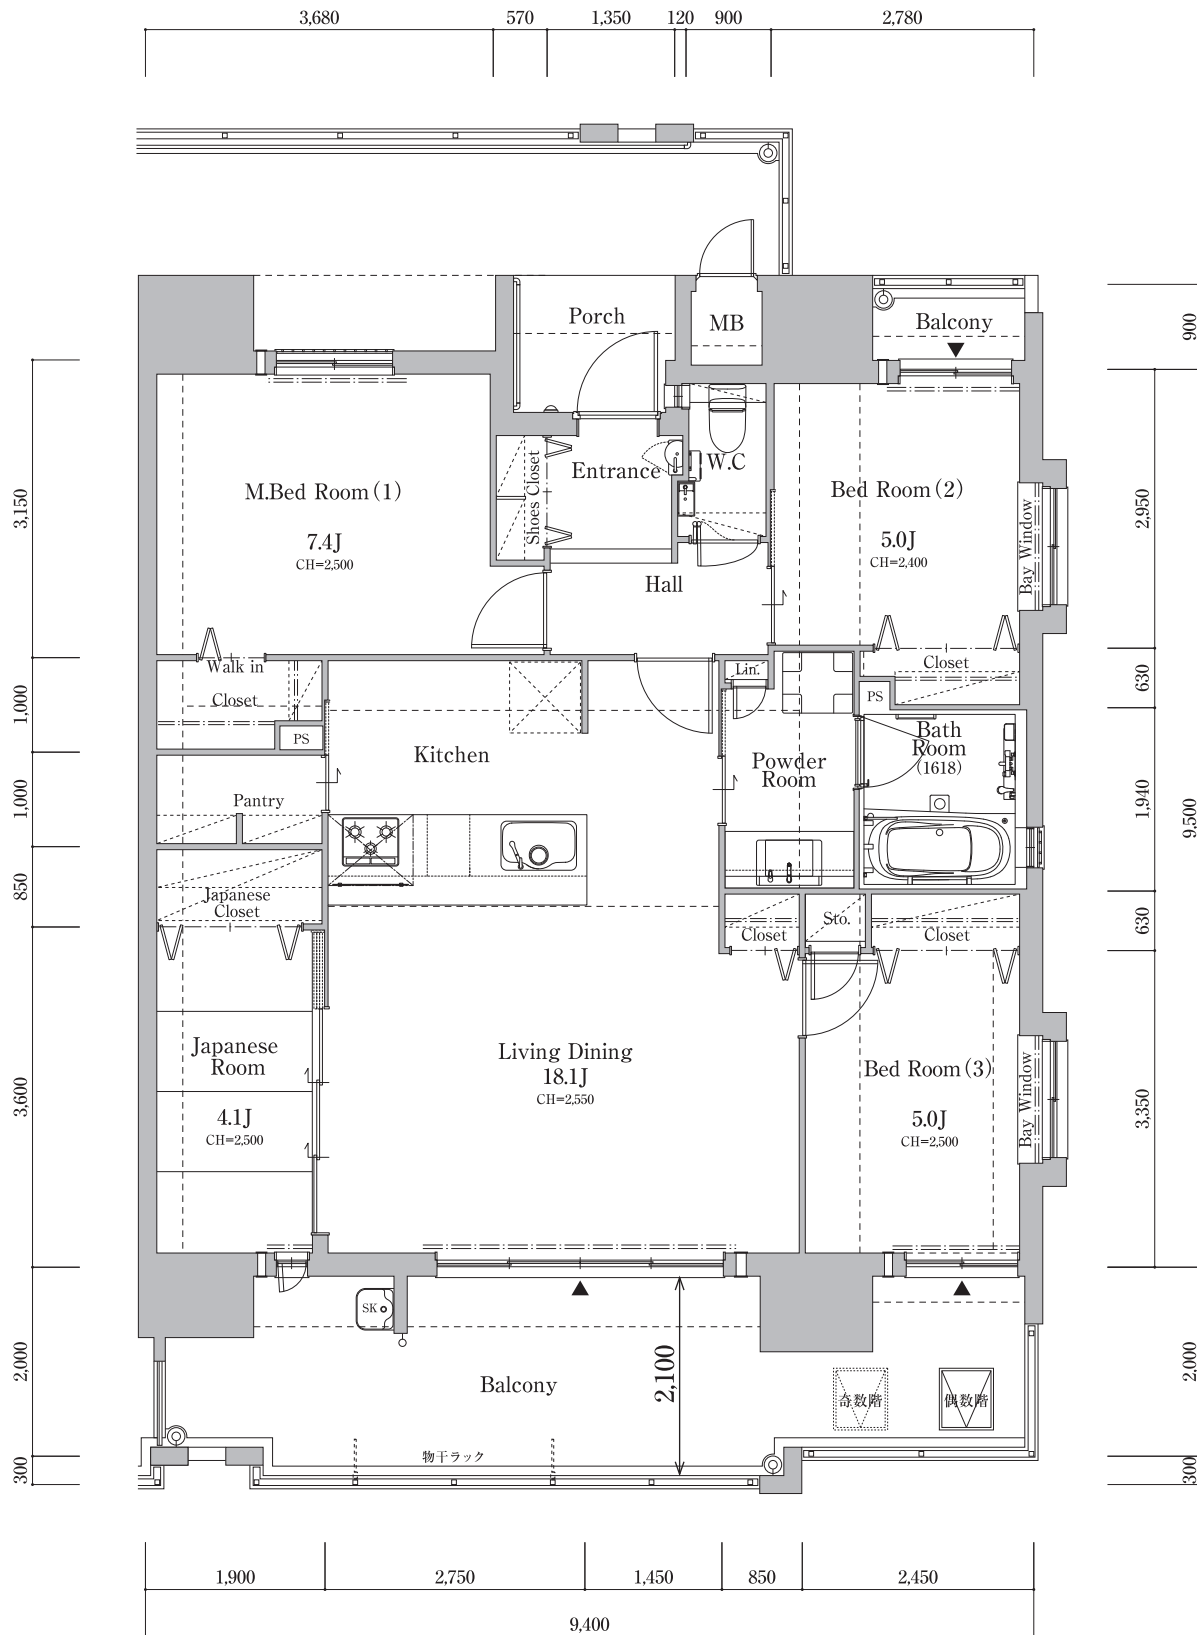 3,680
570
1,350
120
900
2,780
Porch
MB
Balcony
900
3,150
M.Bed Room(1)
7.4J
CH=2,500
Shoes Closet
Entrance
W.C
Bed Room(2)
5.0J
CH=2,400
Bay Window
2,950
Hall
Walk in
Closet
PS
1,000
Lin.
Closet
PS
630
Kitchen
Powder
Room
Bath
Room
(1618)
1,940
9,500
Pantry
1,000
Japanese
Closet
850
Closet
Sto.
Closet
630
Japanese
Room
4.1J
CH=2,500
3,600
Living Dining
18.1J
CH=2,550
Bed Room(3)
5.0J
CH=2,500
Bay Window
3,350
SK
2,100
Balcony
奇数階
偶数階
物干ラック
2,000
300
2,000
300
1,900
2,750
1,450
850
2,450
9,400